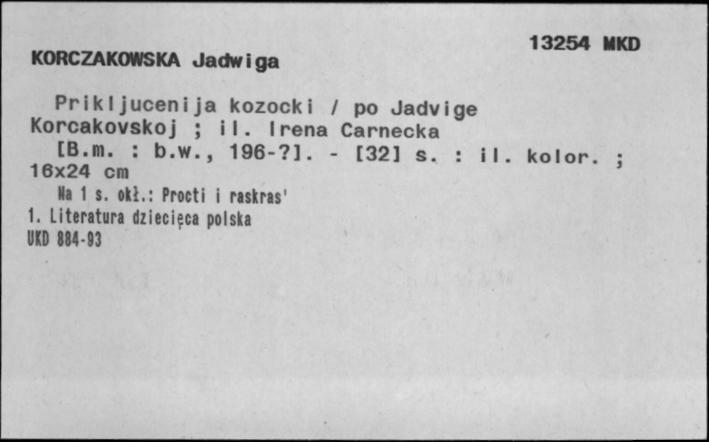 13254 MKD
KORCZAKOWSKA Jadwiga
Prikljucenija kozocki / po Jadvige
Korcakovskoj ; il. Irena Carnecka
[B.m. : b.w., 196-?]. - [32] s. : il. kolor. ;
16x24 cm
Na 1 s. okł.: Procti i raskras'
1. Literatura dziecięca polska
UKD 884-93